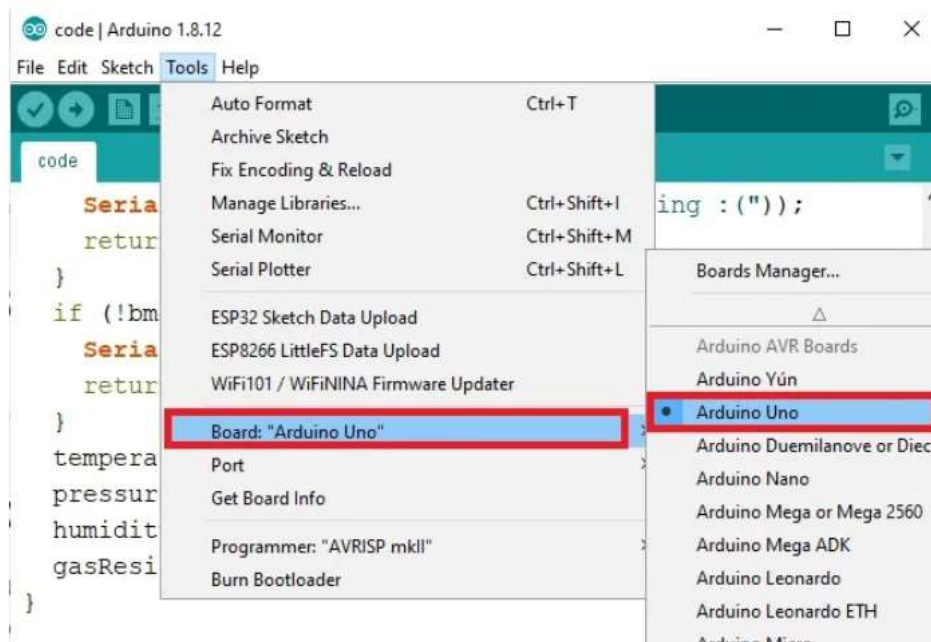 code | Arduino 1.8.12
File Edit Sketch Tools Help
code
Auto Format Ctrl+T
Archive Sketch
Fix Encoding & Reload
Manage Libraries... Ctrl+Shift+I
Serial Monitor Ctrl+Shift+M
Serial Plotter Ctrl+Shift+L
ESP32 Sketch Data Upload
ESP8266 LittleFS Data Upload
WiFi101 / WiFiNINA Firmware Updater
Board: "Arduino Uno"
Port
Get Board Info
Programmer: "AVRISP mkII"
Burn Bootloader
Boards Manager...
Arduino AVR Boards
Arduino Yún
Arduino Uno
Arduino Duemilanove or Diec
Arduino Nano
Arduino Mega or Mega 2560
Arduino Mega ADK
Arduino Leonardo
Arduino Leonardo ETH
Seria ing :("));
retur
}
if (!bm
Seria
retur
}
tempera
pressur
humidit
gasResi
}